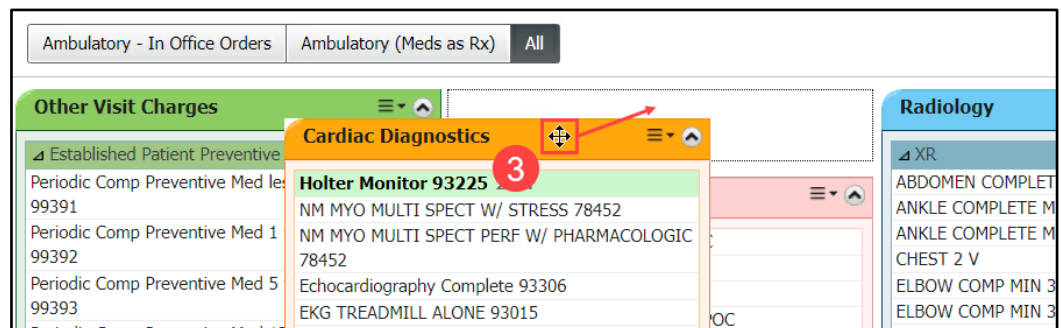 Ambulatory - In Office Orders
Ambulatory (Meds as Rx)
All
Other Visit Charges
Established Patient Preventive
Periodic Comp Preventive Med
99391
Periodic Comp Preventive Med 1
99392
Periodic Comp Preventive Med 5
99393
Cardiac Diagnostics
3
Holter Monitor 93225
NM MYO MULTI SPECT W/ STRESS 78452
NM MYO MULTI SPECT PERF W/ PHARMACOLOGIC
78452
Echocardiography Complete 93306
EKG TREADMILL ALONE 93015
POC
Radiology
XR
ABDOMEN COMPLET
ANKLE COMPLETE M
ANKLE COMPLETE M
CHEST 2 V
ELBOW COMP MIN 3
ELBOW COMP MIN 3